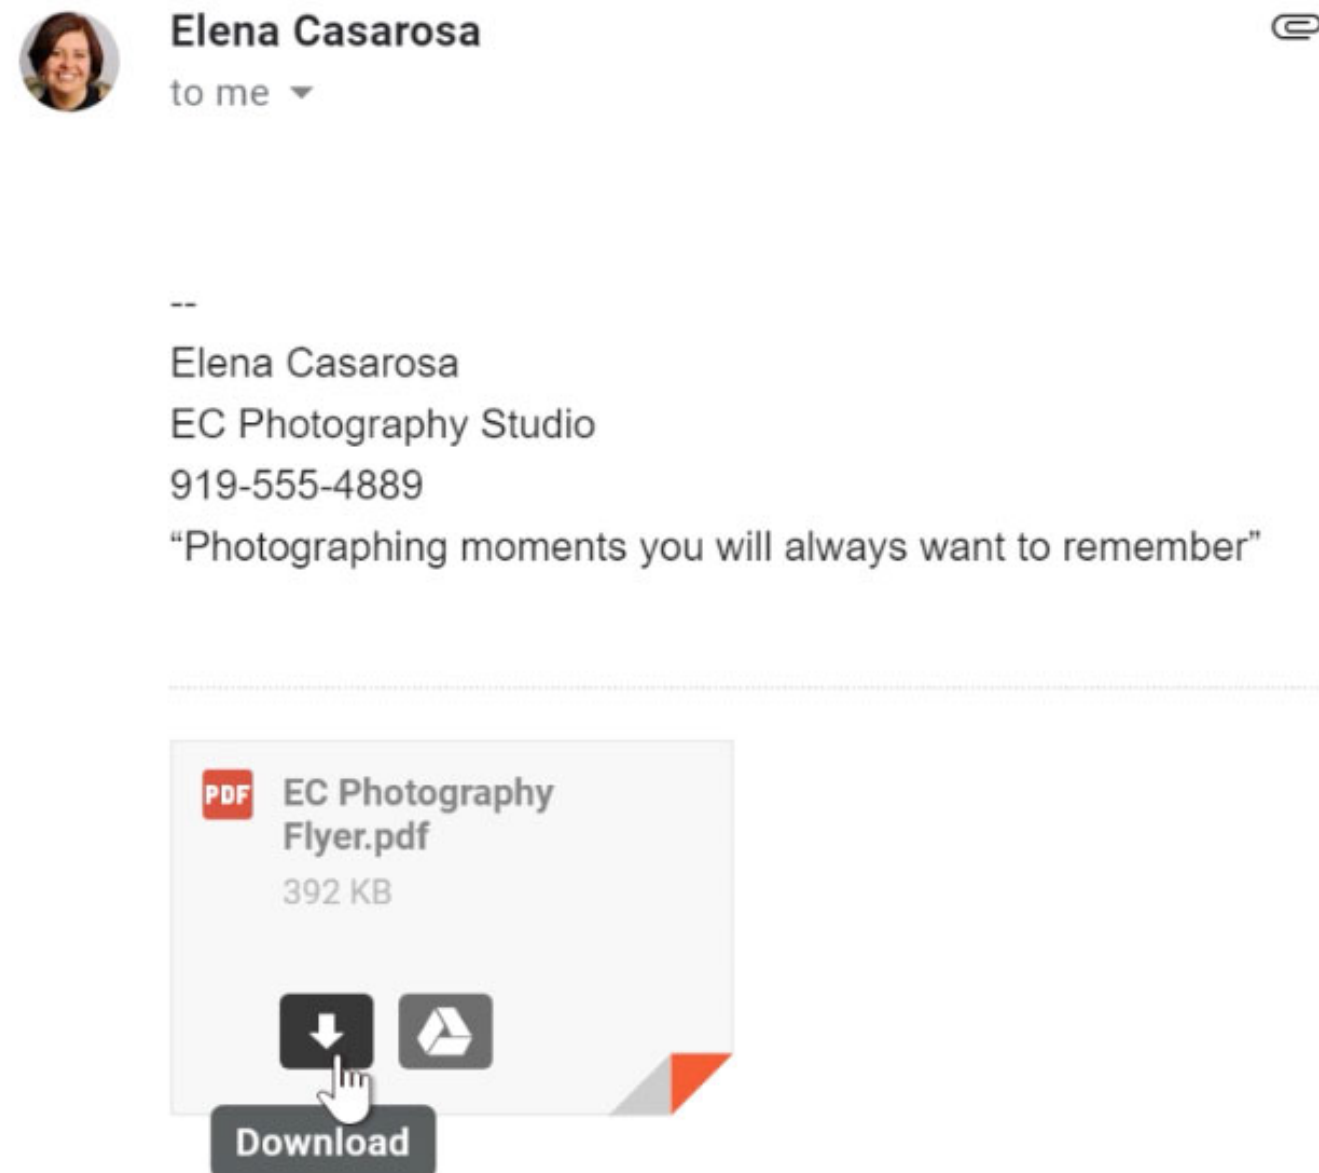 Elena Casarosa
to me
--
Elena Casarosa
EC Photography Studio
919-555-4889
“Photographing moments you will always want to remember”
PDF EC Photography
Flyer.pdf
392 KB
Download